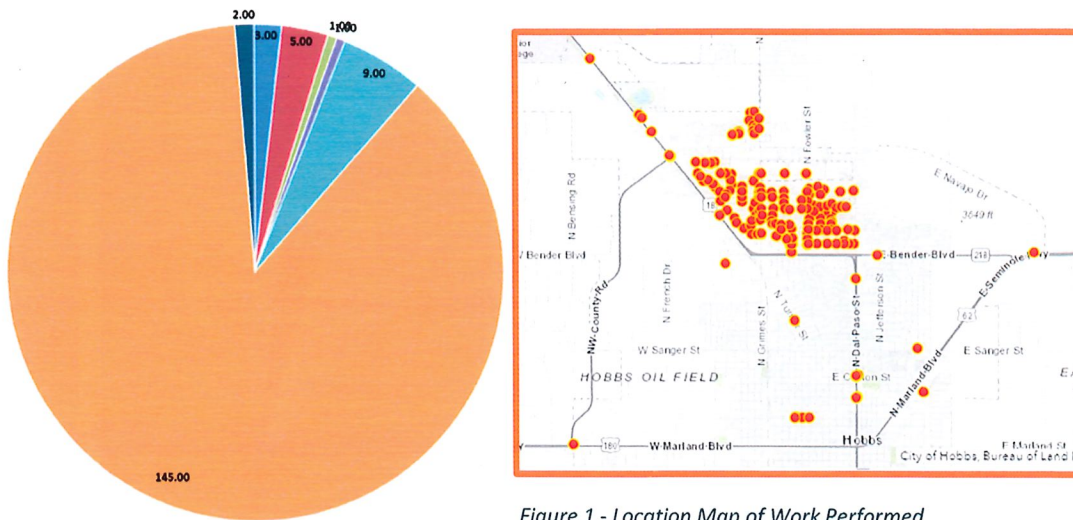 2.00
3.00
5.00
1.00
9.00
145.00
N
N Fowler St
E Navajo Dr
3649 ft
N Bensing Rd
18
W Bender Blvd
E-Bender-Blvd
218
NW-County-Rd
N French Dr
N Grimes St
N-Dal-Paso-St
N Jefferson St
62
W Sanger St
E Sanger St
HOBBS OIL FIELD
N-Marland-Blvd
180
W-Marland-Blvd
Hobbs
E Marland St
City of Hobbs, Bureau of Land
Figure 1 - Location Map of Work Performed